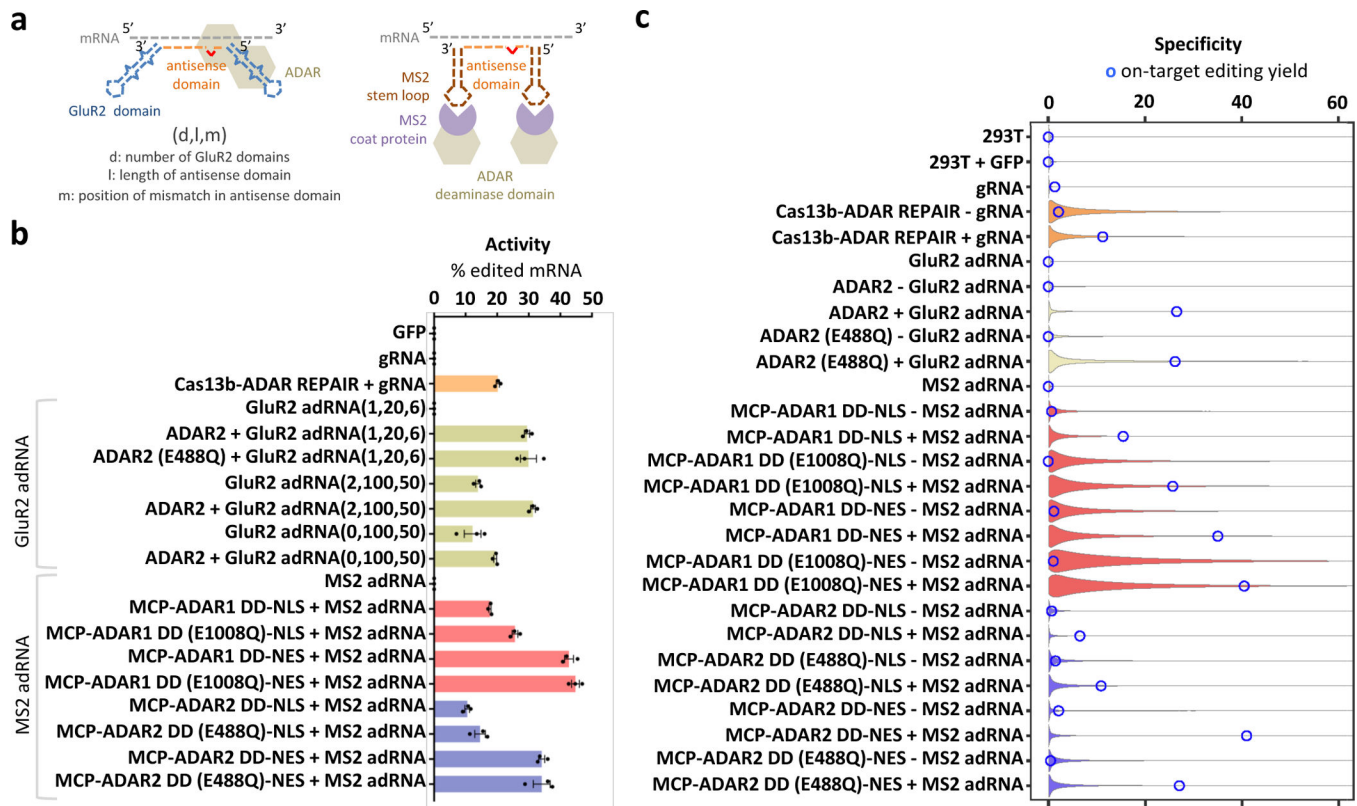 a
5’
3’
mRNA
3’
5’
antisense
domain
ADAR
GluR2 domain
(d,l,m)
d: number of GluR2 domains
l: length of antisense domain
m: position of mismatch in antisense domain
5’
3’
mRNA
3’
5’
MS2
stem loop
antisense
domain
MS2
coat protein
ADAR
deaminase domain
b
Activity
% edited mRNA
0 10 20 30 40 50
GFP
gRNA
Cas13b-ADAR REPAIR + gRNA
GluR2 adRNA
GluR2 adRNA(1,20,6)
ADAR2 + GluR2 adRNA(1,20,6)
ADAR2 (E488Q) + GluR2 adRNA(1,20,6)
GluR2 adRNA(2,100,50)
ADAR2 + GluR2 adRNA(2,100,50)
GluR2 adRNA(0,100,50)
ADAR2 + GluR2 adRNA(0,100,50)
MS2 adRNA
MS2 adRNA
MCP-ADAR1 DD-NLS + MS2 adRNA
MCP-ADAR1 DD (E1008Q)-NLS + MS2 adRNA
MCP-ADAR1 DD-NES + MS2 adRNA
MCP-ADAR1 DD (E1008Q)-NES + MS2 adRNA
MCP-ADAR2 DD-NLS + MS2 adRNA
MCP-ADAR2 DD (E488Q)-NLS + MS2 adRNA
MCP-ADAR2 DD-NES + MS2 adRNA
MCP-ADAR2 DD (E488Q)-NES + MS2 adRNA
c
Specificity
on-target editing yield
0 20 40 60
293T
293T + GFP
gRNA
Cas13b-ADAR REPAIR - gRNA
Cas13b-ADAR REPAIR + gRNA
GluR2 adRNA
ADAR2 - GluR2 adRNA
ADAR2 + GluR2 adRNA
ADAR2 (E488Q) - GluR2 adRNA
ADAR2 (E488Q) + GluR2 adRNA
MS2 adRNA
MCP-ADAR1 DD-NLS - MS2 adRNA
MCP-ADAR1 DD-NLS + MS2 adRNA
MCP-ADAR1 DD (E1008Q)-NLS - MS2 adRNA
MCP-ADAR1 DD (E1008Q)-NLS + MS2 adRNA
MCP-ADAR1 DD-NES - MS2 adRNA
MCP-ADAR1 DD-NES + MS2 adRNA
MCP-ADAR1 DD (E1008Q)-NES - MS2 adRNA
MCP-ADAR1 DD (E1008Q)-NES + MS2 adRNA
MCP-ADAR2 DD-NLS - MS2 adRNA
MCP-ADAR2 DD-NLS + MS2 adRNA
MCP-ADAR2 DD (E488Q)-NLS - MS2 adRNA
MCP-ADAR2 DD (E488Q)-NLS + MS2 adRNA
MCP-ADAR2 DD-NES - MS2 adRNA
MCP-ADAR2 DD-NES + MS2 adRNA
MCP-ADAR2 DD (E488Q)-NES - MS2 adRNA
MCP-ADAR2 DD (E488Q)-NES + MS2 adRNA